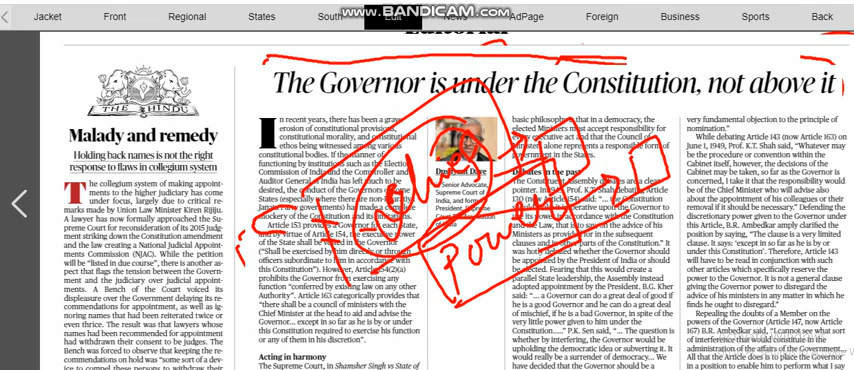 Jacket Front Regional States South Edit News AdPage Foreign Business Sports Back
www.BANDICAM.com
Editorial
THE HINDU
Malady and remedy
Holding back names is not the right
response to flaws in collegium system
The collegium system of making appoint-
ments to the higher judiciary has come
under focus, largely due to critical re-
marks made by Union Law Minister Kiren Rijiju.
A lawyer has now formally approached the Su-
preme Court for reconsideration of its 2015 judg-
ment striking down the Constitution amendment
and the law creating a National Judicial Appoint-
ments Commission (NJAC). While the petition
will be “listed in due course”, there is another as-
pect that flags the tension between the Govern-
ment and the judiciary over judicial appoint-
ments. A Bench of the Court voiced its
displeasure over the Government delaying its re-
commendations for appointment, as well as ig-
noring names that had been reiterated twice or
even thrice. The result was that lawyers whose
names had been recommended for appointment
had withdrawn their consent to be judges. The
Bench was forced to observe that keeping the re-
commendations on hold was “some sort of a dev-
The Governor is under the Constitution, not above it
In recent years, there has been a grave
erosion of constitutional provisions,
constitutional morality, and constitutional
ethos being witnessed among various
constitutional bodies. If the manner of
functioning by institutions such as the Election
Commission of India and the Comptroller and
Auditor General of India has left much to be
desired, the conduct of the Governors of some
States (especially where there are non-Bharatiya
Janata Party governments) has made a complete
mockery of the Constitution and its limitations.
Article 153 provides a Governor for each State,
and by virtue of Article 154, the executive power
of the State shall be vested in the Governor
(“Shall be exercised by him directly or through
officers subordinate to him in accordance with
this Constitution”). However, Article 154(2)(a)
prohibits the Governor from exercising any
function “conferred by existing law on any other
Authority”. Article 163 categorically provides that
“there shall be a council of ministers with the
Chief Minister at the head to aid and advise the
Governor... except in so far as he is by or under
this Constitution required to exercise his function
or any of them in his discretion”.
Acting in harmony
The Supreme Court, in Shamsher Singh vs State of
Dushyant Dave
Senior Advocate,
Supreme Court of
India, and former
President, Supreme
Court Bar Association
of India
Powerful
basic philosophy that in a democracy, the
elected Ministers must accept responsibility for
every executive act and that the Council of
Ministers alone represents a responsible form of
government in the States.
Debates in the past
The Constituent Assembly debates are a clear
pointer. In 1949, Prof. K.T. Shah debating Article
130 (now Article 154) said: “... the Constitution
should make it imperative upon the Governor to
use his power in accordance with the Constitution
and the Law, that is to say on the advice of his
Ministers as provided for in the subsequent
clauses and in other parts of the Constitution.” It
was hotly debated whether the Governor should
be appointed by the President of India or should
be elected. Fearing that this would create a
parallel State leadership, the Assembly instead
adopted appointment by the President. B.G. Kher
said: “... a Governor can do a great deal of good if
he is a good Governor and he can do a great deal
of mischief, if he is a bad Governor, in spite of the
very little power given to him under the
Constitution....” P.K. Sen said, “... The question
is whether by interfering, the Governor would be
upholding the democratic idea or subverting it. It
would really be a surrender of democracy... We
have decided that the Governor should be a
very fundamental objection to the principle of
nomination.”
While debating Article 143 (now Article 163) on
June 1, 1949, Prof. K.T. Shah said, “Whatever may
be the procedure or convention within the
Cabinet itself, however, the decisions of the
Cabinet may be taken, so far as the Governor is
concerned, I take it that the responsibility would
be of the Chief Minister who will advise also
about the appointment of his colleagues or their
removal if it should be necessary.” Defending the
discretionary power given to the Governor under
this Article, B.R. Ambedkar amply clarified the
position by saying, “The clause is a very limited
clause. It says: ‘except in so far as he is by or
under this Constitution’. Therefore, Article 143
will have to be read in conjunction with such
other articles which specifically reserve the
power to the Governor. It is not a general clause
giving the Governor power to disregard the
advice of his ministers in any matter in which he
finds he ought to disregard.”
Repealing the doubts of a Member on the
powers of the Governor (Article 147, now Article
167) B.R. Ambedkar said, “I cannot see what sort
of interference that would constitute in the
administration of the affairs of the Government...
All that the Article does is to place the Governor
in a position to enable him to perform what I say